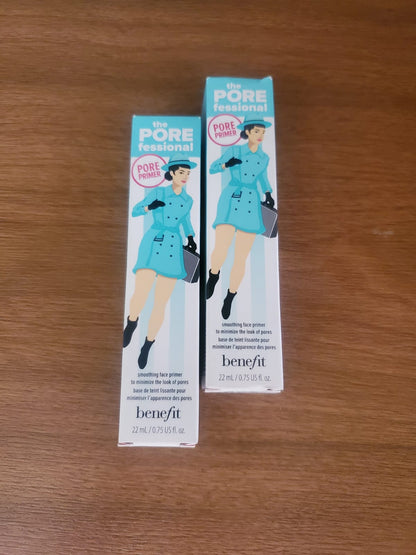 the
PORE
fessional
PORE
PRIMER
smoothing face primer
to minimize the look of pores
base de teint lissante pour
minimiser l'apparence des pores
benefit
22 mL / 0.75 US fl. oz.
the
PORE
fessional
PORE
PRIMER
smoothing face primer
to minimize the look of pores
base de teint lissante pour
minimiser l'apparence des pores
benefit
22 mL / 0.75 US fl. oz.